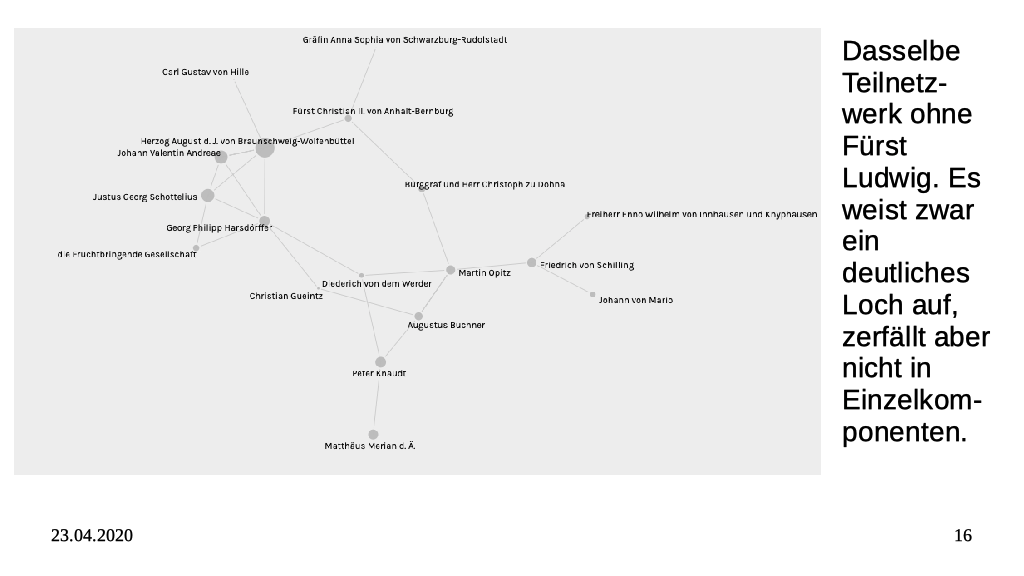 Gräfin Anna Sophia von Schwarzburg-Rudolstadt
Carl Gustav von Hille
Fürst Christian II. von Anhalt-Bernburg
Herzog August d.J. von Braunschweig-Wolfenbüttel
Johann Valentin Andreae
Burggraf und Herr Christoph zu Dohna
Justus Georg Schottelius
Freiherr Enno Wilhelm von Innhausen und Knyphausen
Georg Philipp Harsdörffer
die Fruchtbringende Gesellschaft
Friedrich von Schilling
Martin Opitz
Diederich von dem Werder
Christian Gueintz
Johann von Mario
Augustus Buchner
Peter Knaudt
Matthäus Merian d. Ä.
Dasselbe
Teilnetz-
werk ohne
Fürst
Ludwig. Es
weist zwar
ein
deutliches
Loch auf,
zerfällt aber
nicht in
Einzelkom-
ponenten.
23.04.2020
16